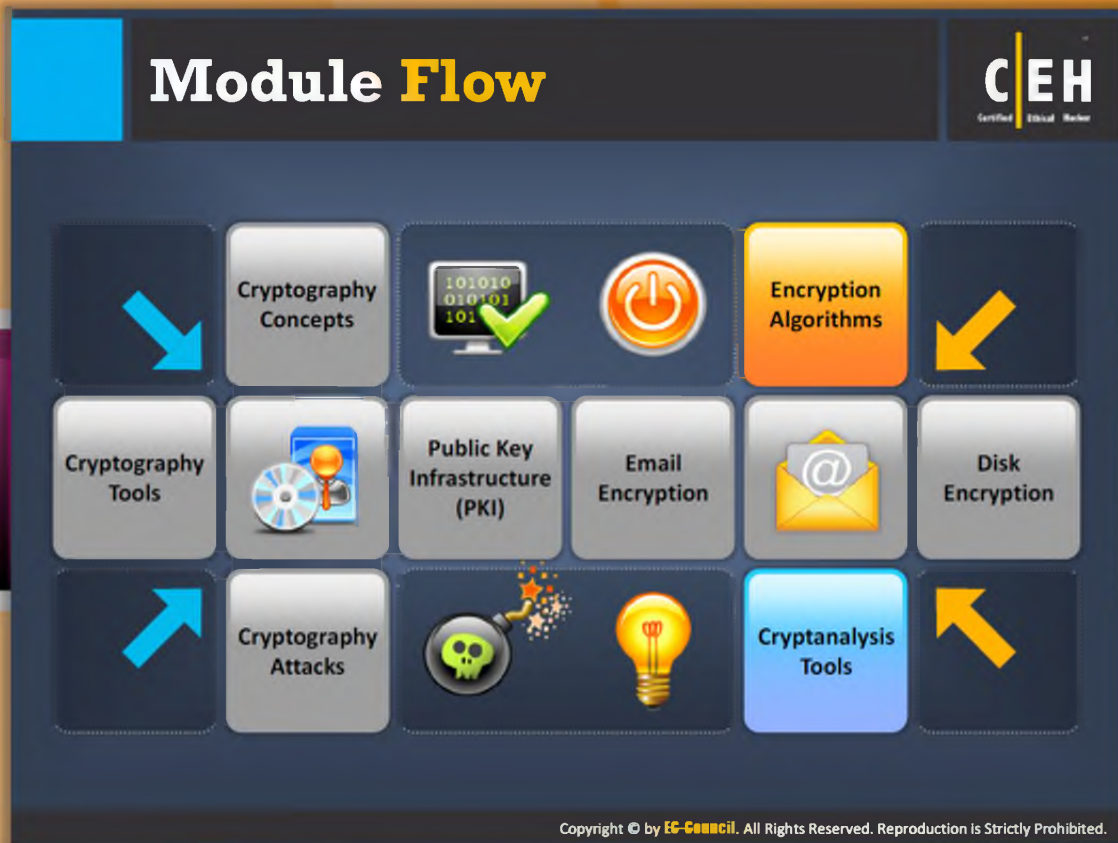 Module Flow
C|EH
Certified Ethical Hacker
Cryptography
Concepts
101010
010101
101
Encryption
Algorithms
Cryptography
Tools
Public Key
Infrastructure
(PKI)
Email
Encryption
@
Disk
Encryption
Cryptography
Attacks
Cryptanalysis
Tools
Copyright © by EC-Council. All Rights Reserved. Reproduction is Strictly Prohibited.